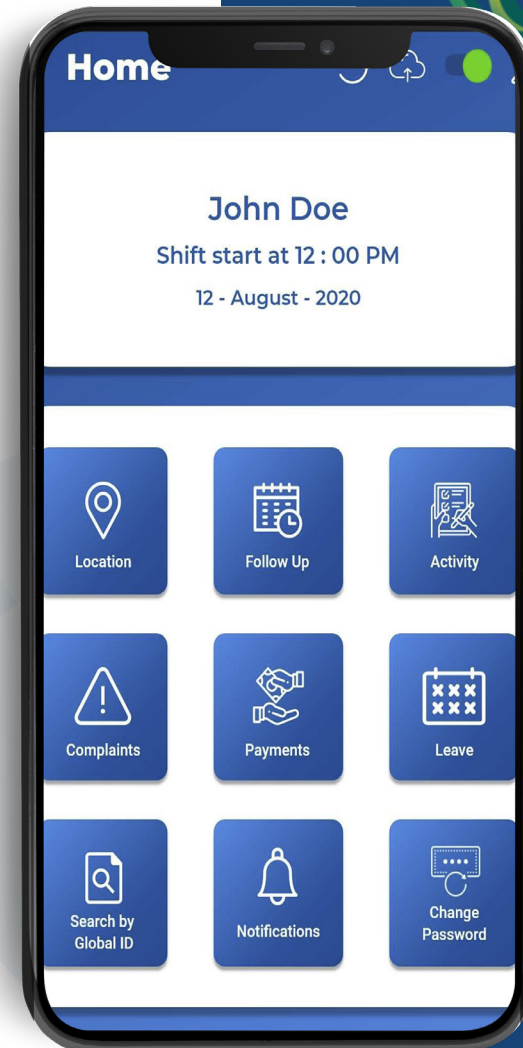 Home
John Doe
Shift start at 12 : 00 PM
12 - August - 2020
Location
Follow Up
Activity
Complaints
Payments
Leave
Search by
Global ID
Notifications
Change
Password